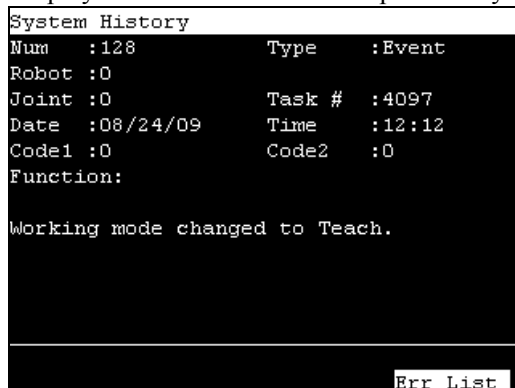 System History
Num :128 Type :Event
Robot :0
Joint :0 Task # :4097
Date :08/24/09 Time :12:12
Code1 :0 Code2 :0
Function:
Working mode changed to Teach.
Err List